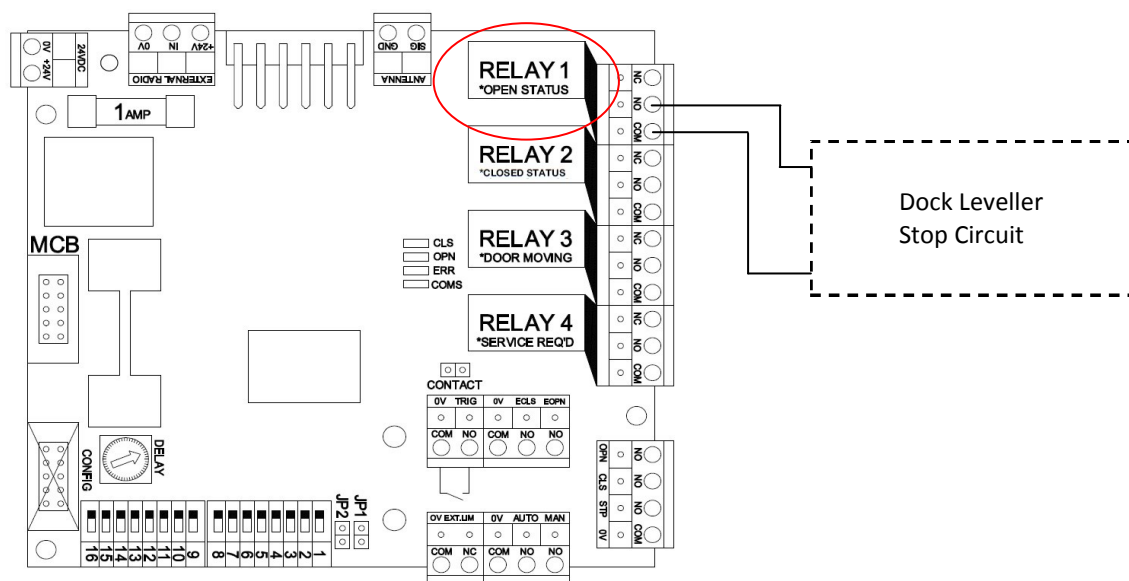 0V +24V
24VDC
0V IN +24V
EXTERNAL RADIO
GND SIG
ANTENNA
1 AMP
RELAY 1
*OPEN STATUS
NC
NO
COM
RELAY 2
*CLOSED STATUS
NC
NO
COM
RELAY 3
*DOOR MOVING
NC
NO
COM
RELAY 4
*SERVICE REQ'D
NC
NO
COM
Dock Leveller
Stop Circuit
MCB
CLS
OPN
ERR
COMS
CONTACT
0V TRIG 0V ECLS EOPN
COM NO COM NO NO
CONFIG
DELAY
OPN NO
CLS NO
STP NO
0V COM
JP2 JP1
16 15 14 13 12 11 10 9 8 7 6 5 4 3 2 1
0V EXT.LIM 0V AUTO MAN
COM NC COM NO NO